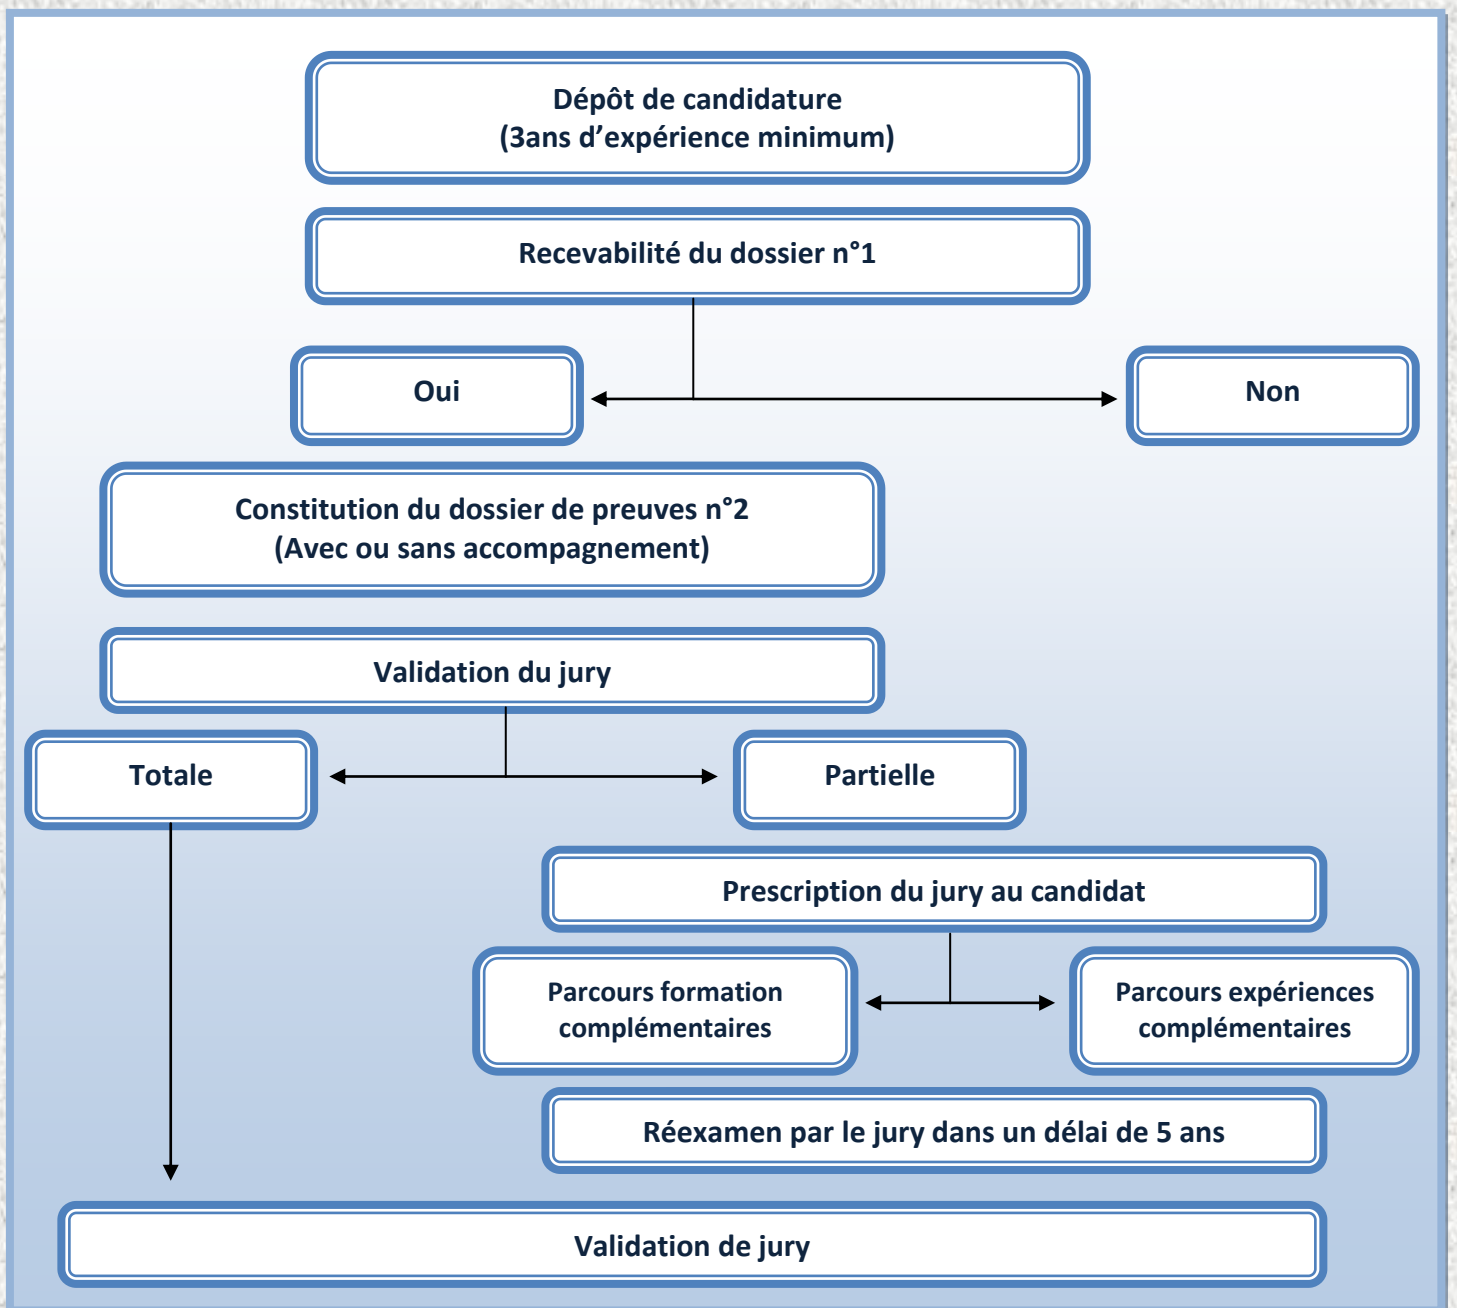 Dépôt de candidature
(3ans d’expérience minimum)
Recevabilité du dossier n°1
Oui
Non
Constitution du dossier de preuves n°2
(Avec ou sans accompagnement)
Validation du jury
Totale
Partielle
Prescription du jury au candidat
Parcours formation
complémentaires
Parcours expériences
complémentaires
Réexamen par le jury dans un délai de 5 ans
Validation de jury